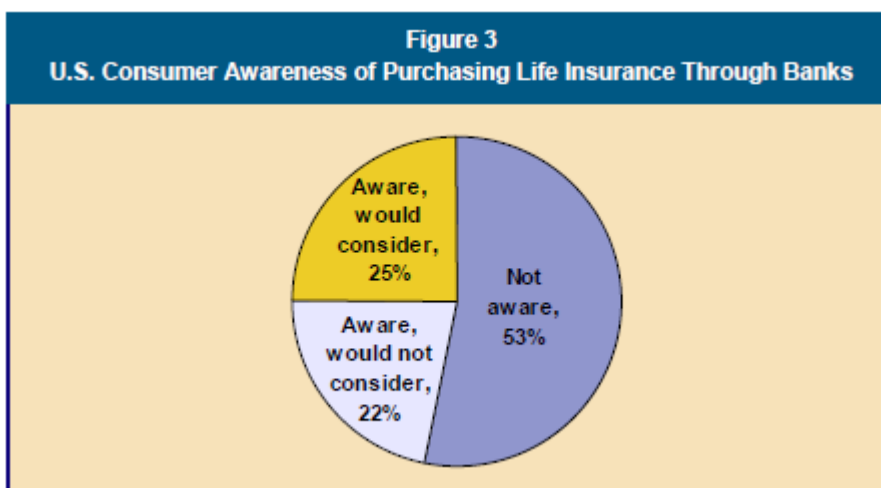 Figure 3
U.S. Consumer Awareness of Purchasing Life Insurance Through Banks
Aware,
would
consider,
25%
Not
aware,
53%
Aware,
would not
consider,
22%